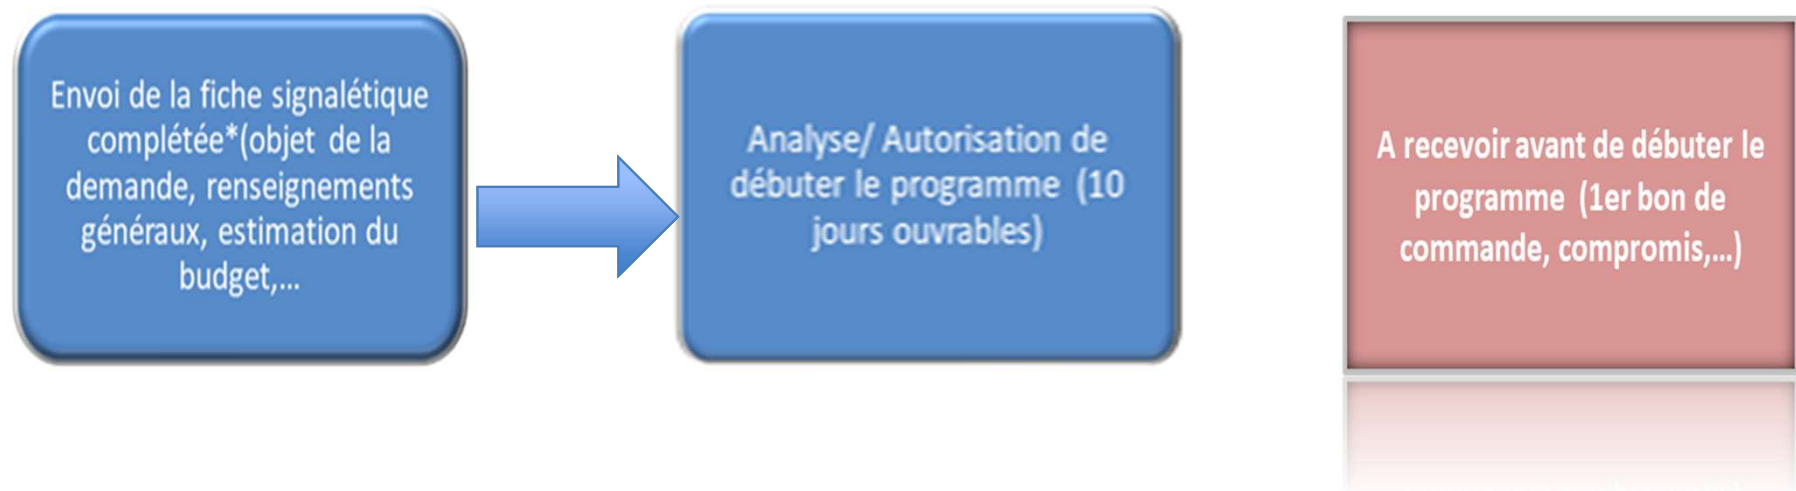 Envoi de la fiche signalétique
complétée*(objet de la
demande, renseignements
généraux, estimation du
budget,...
Analyse/ Autorisation de
débuter le programme (10
jours ouvrables)
A recevoir avant de débuter le
programme (1er bon de
commande, compromis,...)